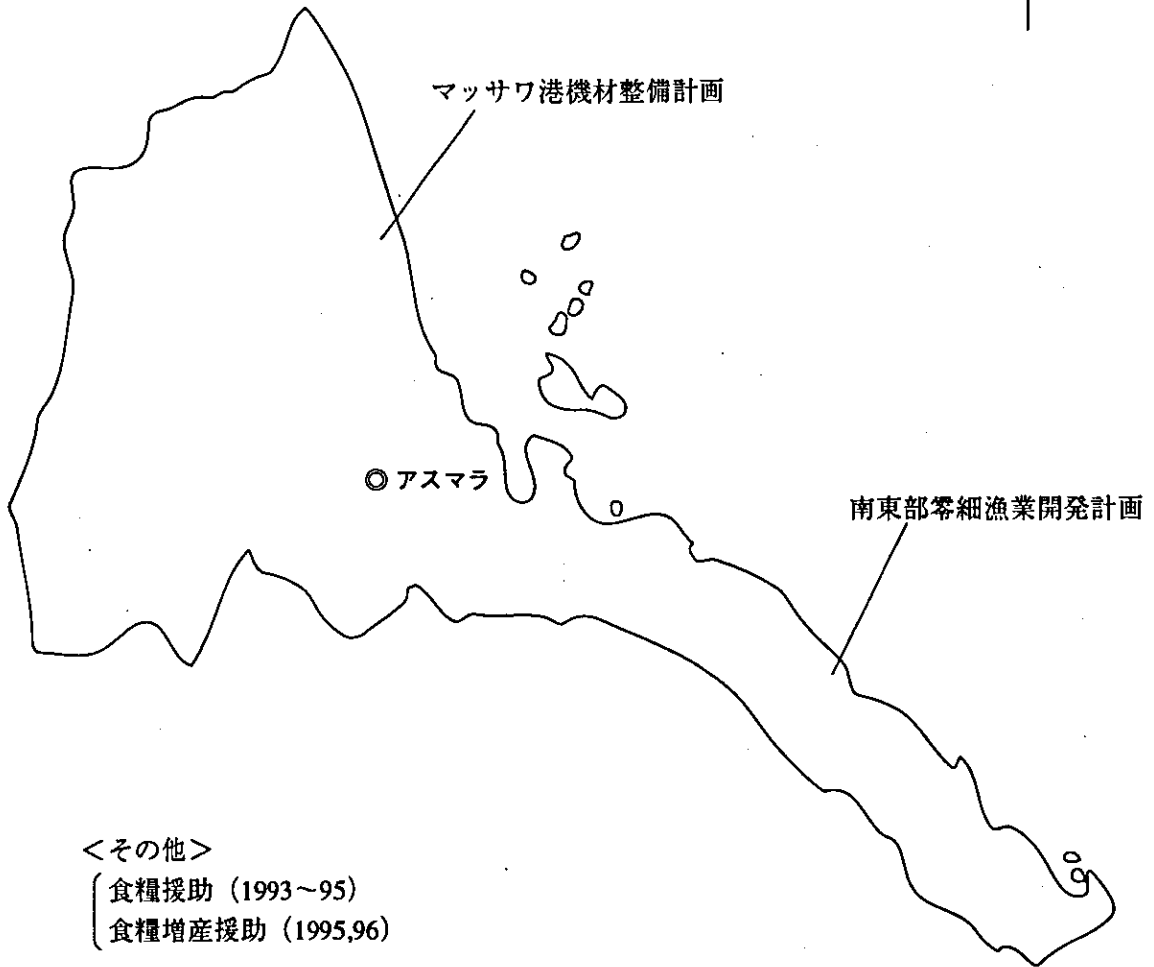 マッサワ港機材整備計画
◎アスマラ
南東部零細漁業開発計画
＜その他＞
食糧援助（1993～95）
食糧増産援助（1995,96）